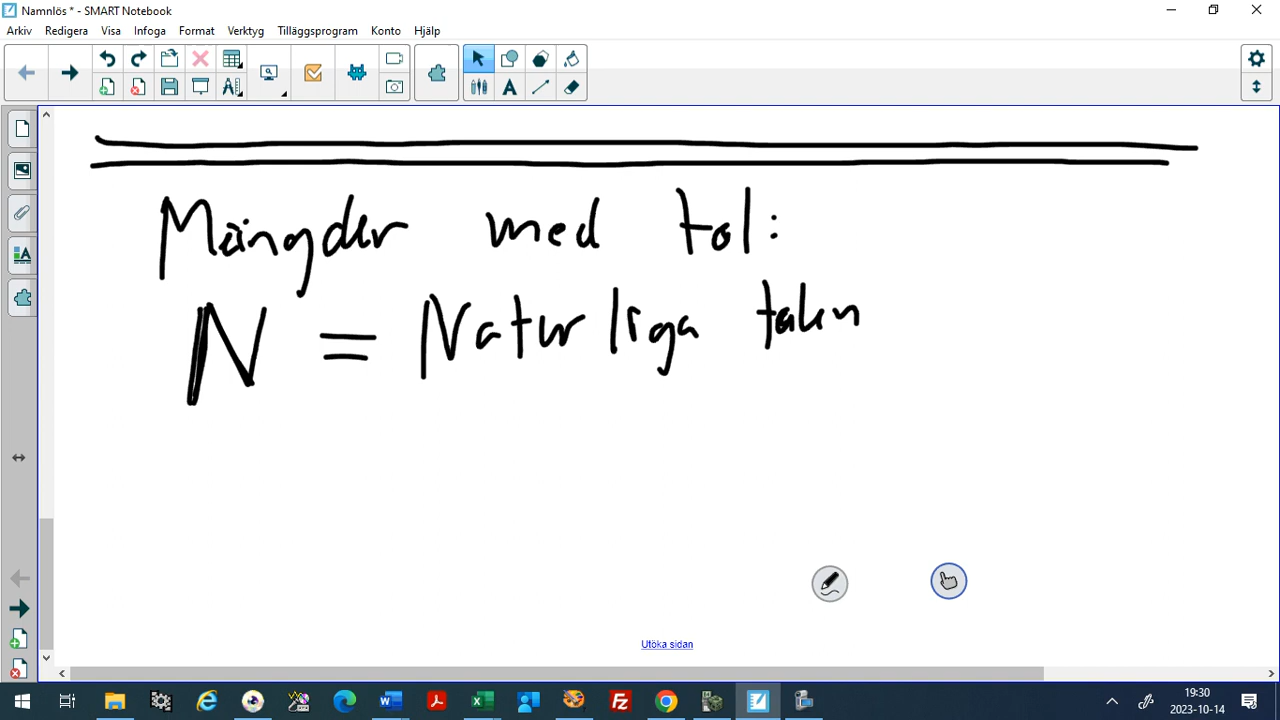 Namnlös * - SMART Notebook
Arkiv Redigera Visa Infoga Format Verktyg Tilläggsprogram Konto Hjälp
Mängder med tal:
N = Naturliga talen
Utöka sidan
19:30
2023-10-14